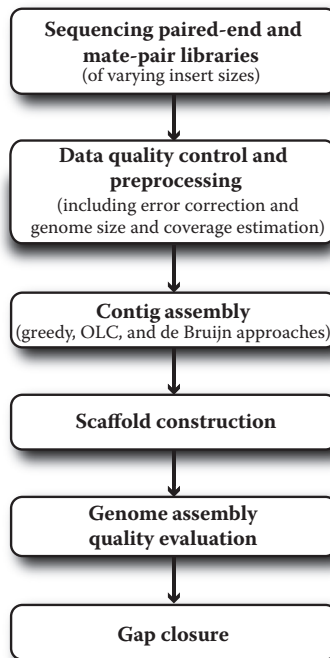 Sequencing paired-end and
mate-pair libraries
(of varying insert sizes)
Data quality control and
preprocessing
(including error correction and
genome size and coverage estimation)
Contig assembly
(greedy, OLC, and de Bruijn approaches)
Scaffold construction
Genome assembly
quality evaluation
Gap closure